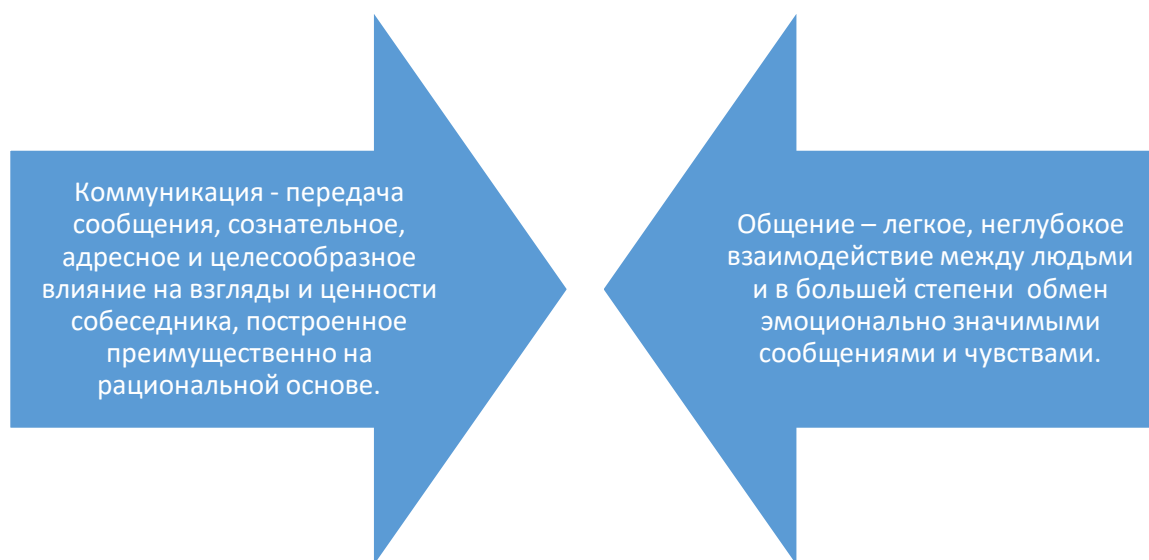 Коммуникация - передача
сообщения, сознательное,
адресное и целесообразное
влияние на взгляды и ценности
собеседника, построенное
преимущественно на
рациональной основе.
Общение – легкое, неглубокое
взаимодействие между людьми
и в большей степени  обмен
эмоционально значимыми
сообщениями и чувствами.